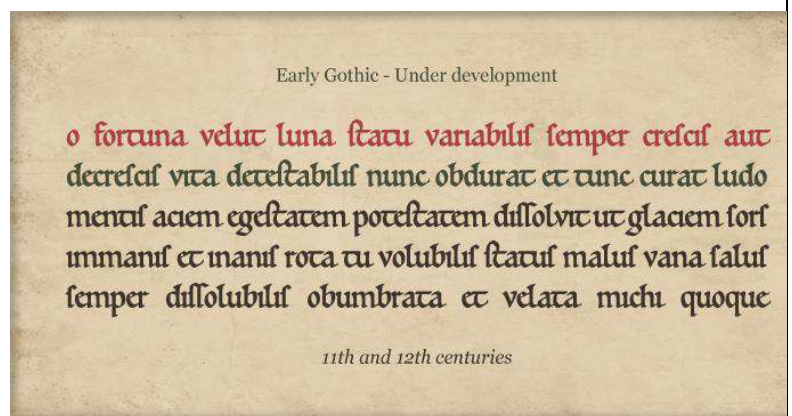 Early Gothic - Under development
o fortuna velut luna ſtatu variabiliſ ſemper creſciſ aut
decreſciſ vita deteſtabiliſ nunc obdurat et tunc curat ludo
mentiſ aciem egeſtatem poteſtatem diſſolvit ut glaciem ſorſ
immaniſ et inaniſ rota tu volubiliſ ſtatuſ maluſ vana ſaluſ
ſemper diſſolubiliſ obumbrata et velata michi quoque
11th and 12th centuries